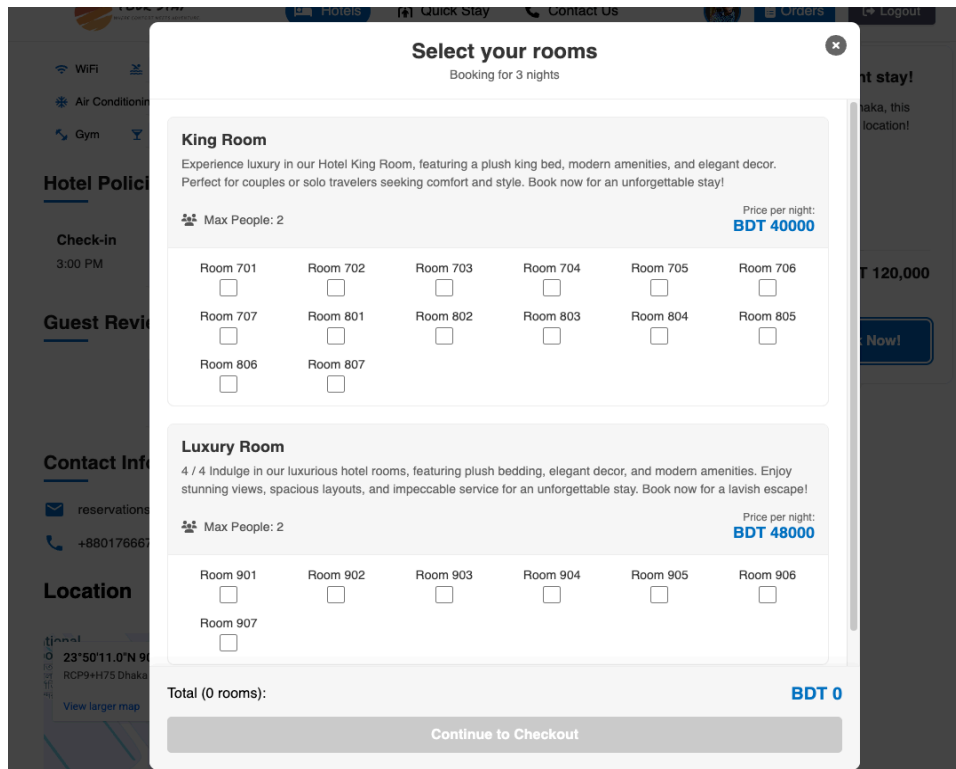 Hotels
Quick Stay
Contact Us
Orders
Logout
Select your rooms
Booking for 3 nights
WiFi
Air Conditionin
Gym
nt stay!
haka, this
location!
King Room
Experience luxury in our Hotel King Room, featuring a plush king bed, modern amenities, and elegant decor.
Perfect for couples or solo travelers seeking comfort and style. Book now for an unforgettable stay!
Max People: 2
Price per night:
BDT 40000
Hotel Polici
Check-in
3:00 PM
Room 701 Room 702 Room 703 Room 704 Room 705 Room 706
Room 707 Room 801 Room 802 Room 803 Room 804 Room 805
Room 806 Room 807
T 120,000
Guest Revie
Now!
Luxury Room
4 / 4 Indulge in our luxurious hotel rooms, featuring plush bedding, elegant decor, and modern amenities. Enjoy
stunning views, spacious layouts, and impeccable service for an unforgettable stay. Book now for a lavish escape!
Max People: 2
Price per night:
BDT 48000
Contact Info
reservations
+880176667
Room 901 Room 902 Room 903 Room 904 Room 905 Room 906
Room 907
Location
23°50'11.0"N 90
RCP9+H75 Dhaka
View larger map
Total (0 rooms):
BDT 0
Continue to Checkout